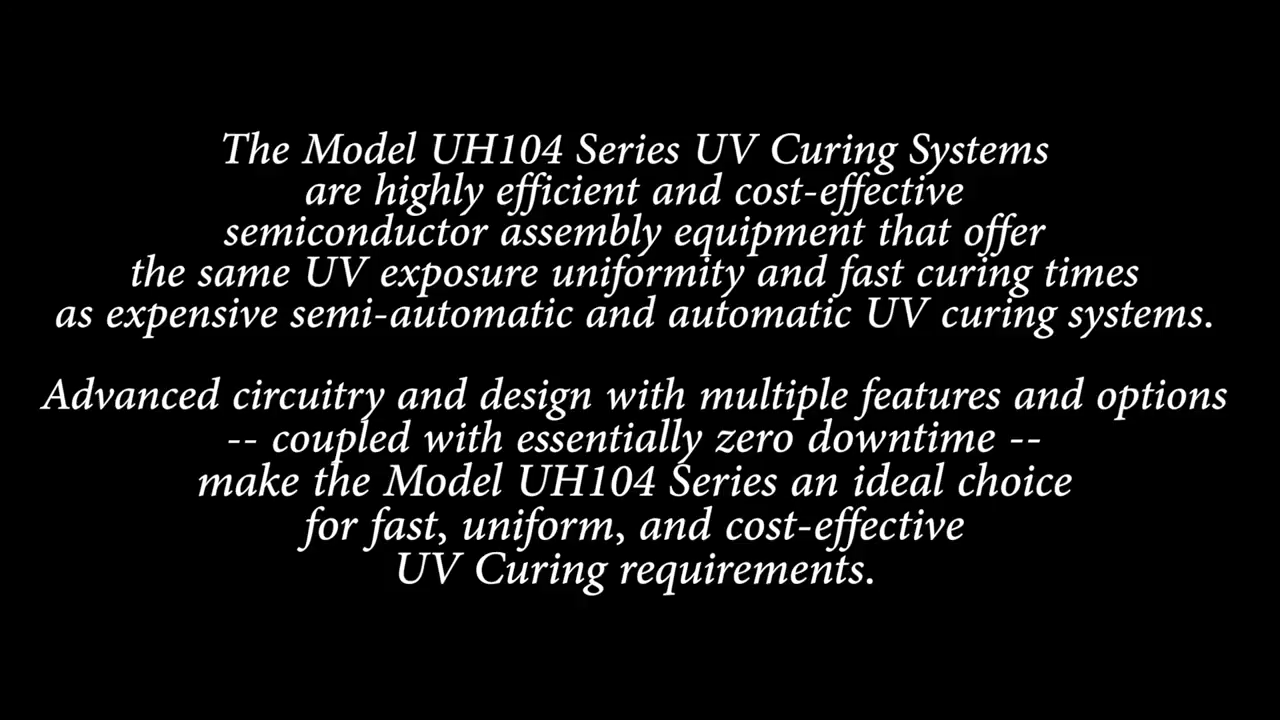 The Model UH104 Series UV Curing Systems
are highly efficient and cost-effective
semiconductor assembly equipment that offer
the same UV exposure uniformity and fast curing times
as expensive semi-automatic and automatic UV curing systems.
Advanced circuitry and design with multiple features and options
-- coupled with essentially zero downtime --
make the Model UH104 Series an ideal choice
for fast, uniform, and cost-effective
UV Curing requirements.